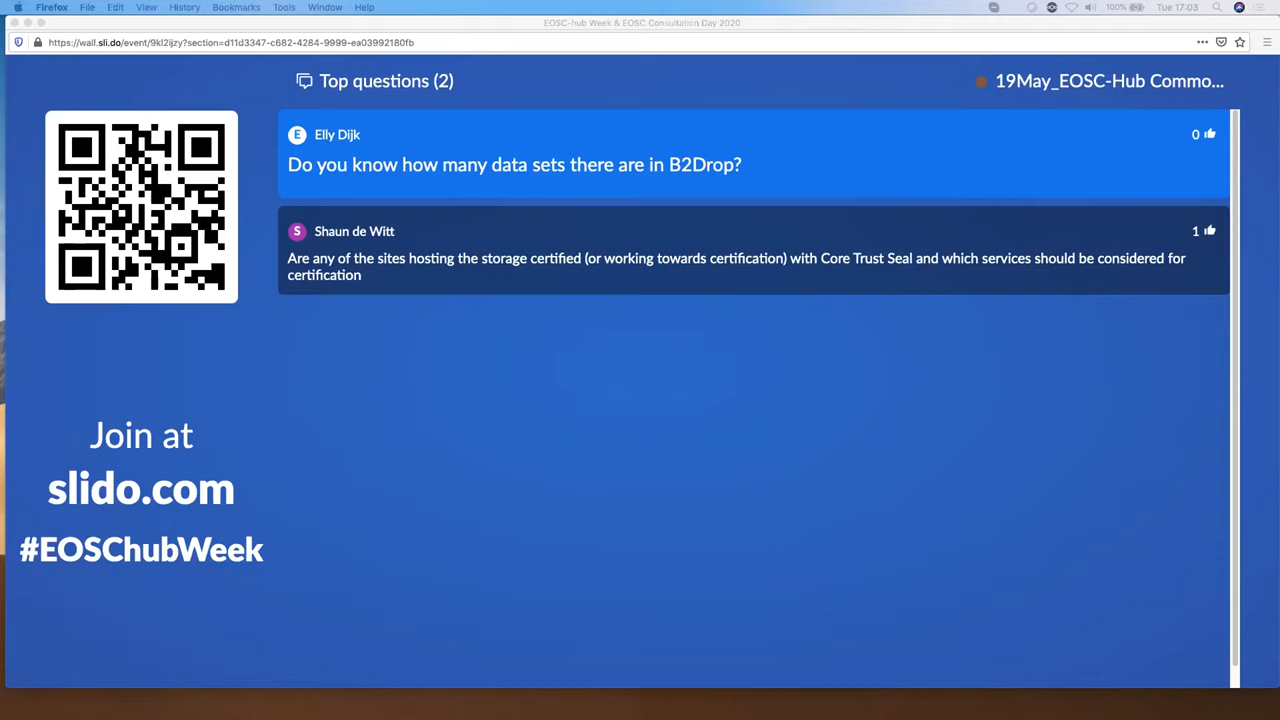 Firefox File Edit View History Bookmarks Tools Window Help 100% Tue 17:03
EOSC-hub Week & EOSC Consultation Day 2020
https://wall.sli.do/event/9kl2ijzy?section=d11d3347-c682-4284-9999-ea03992180fb
Top questions (2)
19May_EOSC-Hub Commo...
E Elly Dijk 0
Do you know how many data sets there are in B2Drop?
S Shaun de Witt 1
Are any of the sites hosting the storage certified (or working towards certification) with Core Trust Seal and which services should be considered for
certification
Join at
slido.com
#EOSChubWeek